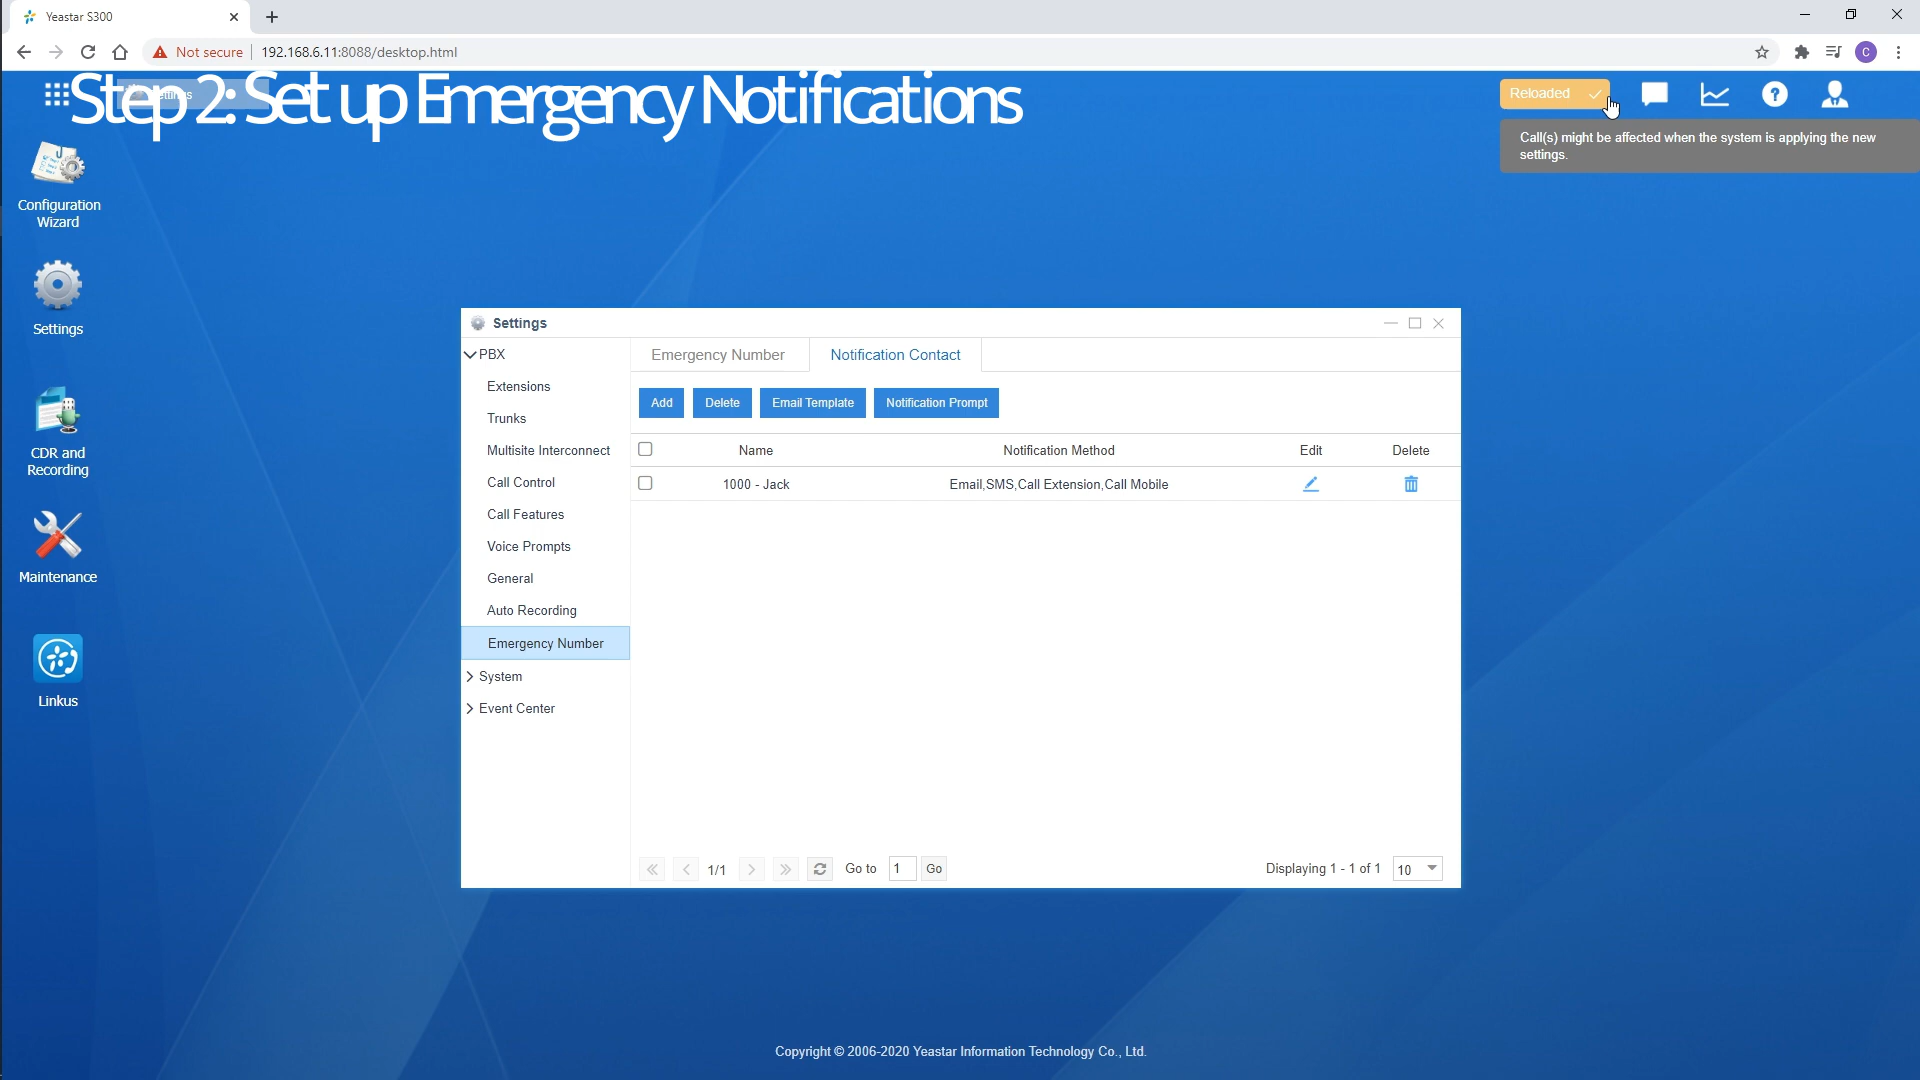 Yeastar S300
Not secure
192.168.6.11:8088/desktop.html
Step 2: Set up Emergency Notifications
Reloaded
Call(s) might be affected when the system is applying the new
settings.
Configuration
Wizard
Settings
CDR and
Recording
Maintenance
Linkus
Settings
PBX
Extensions
Trunks
Multisite Interconnect
Call Control
Call Features
Voice Prompts
General
Auto Recording
Emergency Number
System
Event Center
Emergency Number
Notification Contact
Add
Delete
Email Template
Notification Prompt
Name
Notification Method
Edit
Delete
1000 - Jack
Email,SMS,Call Extension,Call Mobile
1/1
Go to
1
Go
Displaying 1 - 1 of 1
10
Copyright © 2006-2020 Yeastar Information Technology Co., Ltd.